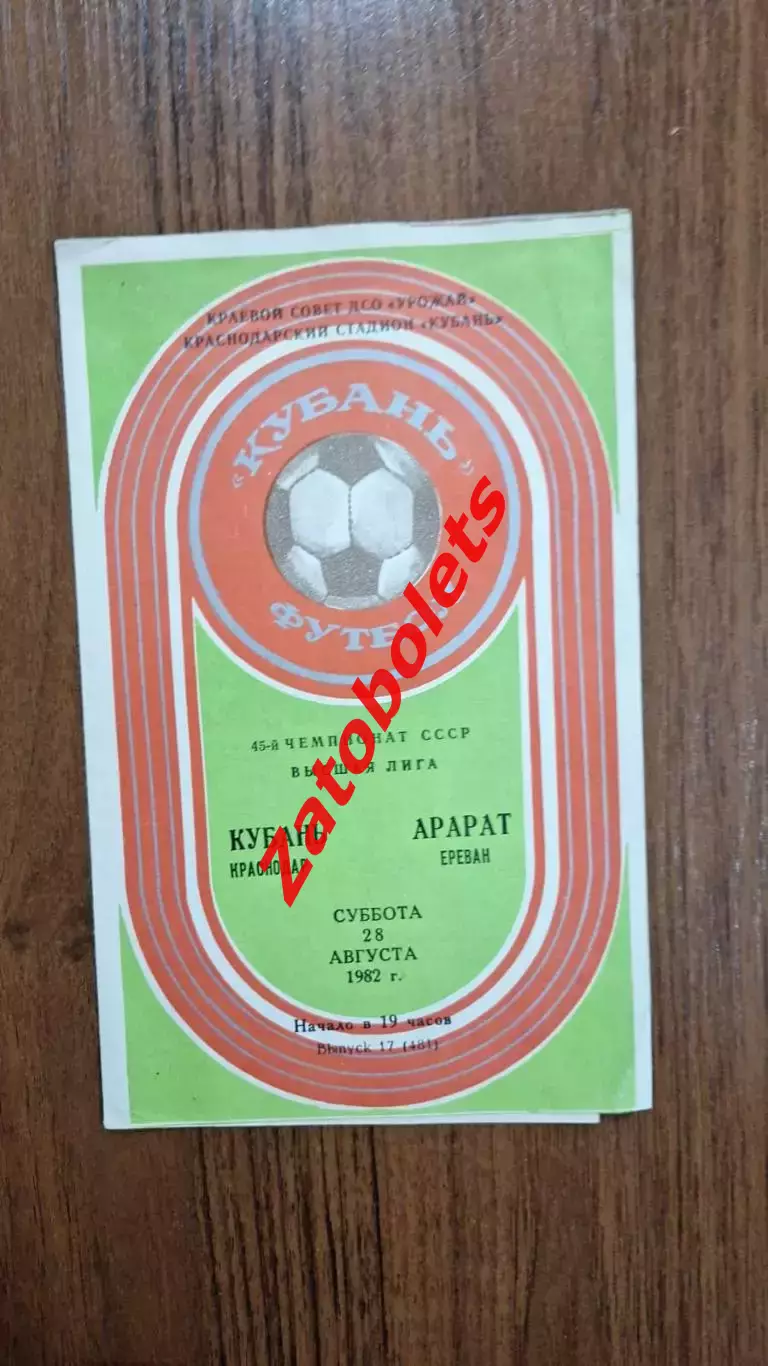 КРАЕВОЙ СОВЕТ ДСО «УРОЖАЙ»
КРАСНОДАРСКИЙ СТАДИОН «КУБАНЬ»
«КУБАНЬ»
ФУТБОЛ
45-й ЧЕМПИОНАТ СССР
ВЫСШАЯ ЛИГА
КУБАНЬ АРАРАТ
КРАСНОДАР ЕРЕВАН
СУББОТА
28
АВГУСТА
1982 г.
Начало в 19 часов
Выпуск 17 (481)
Zatobolets